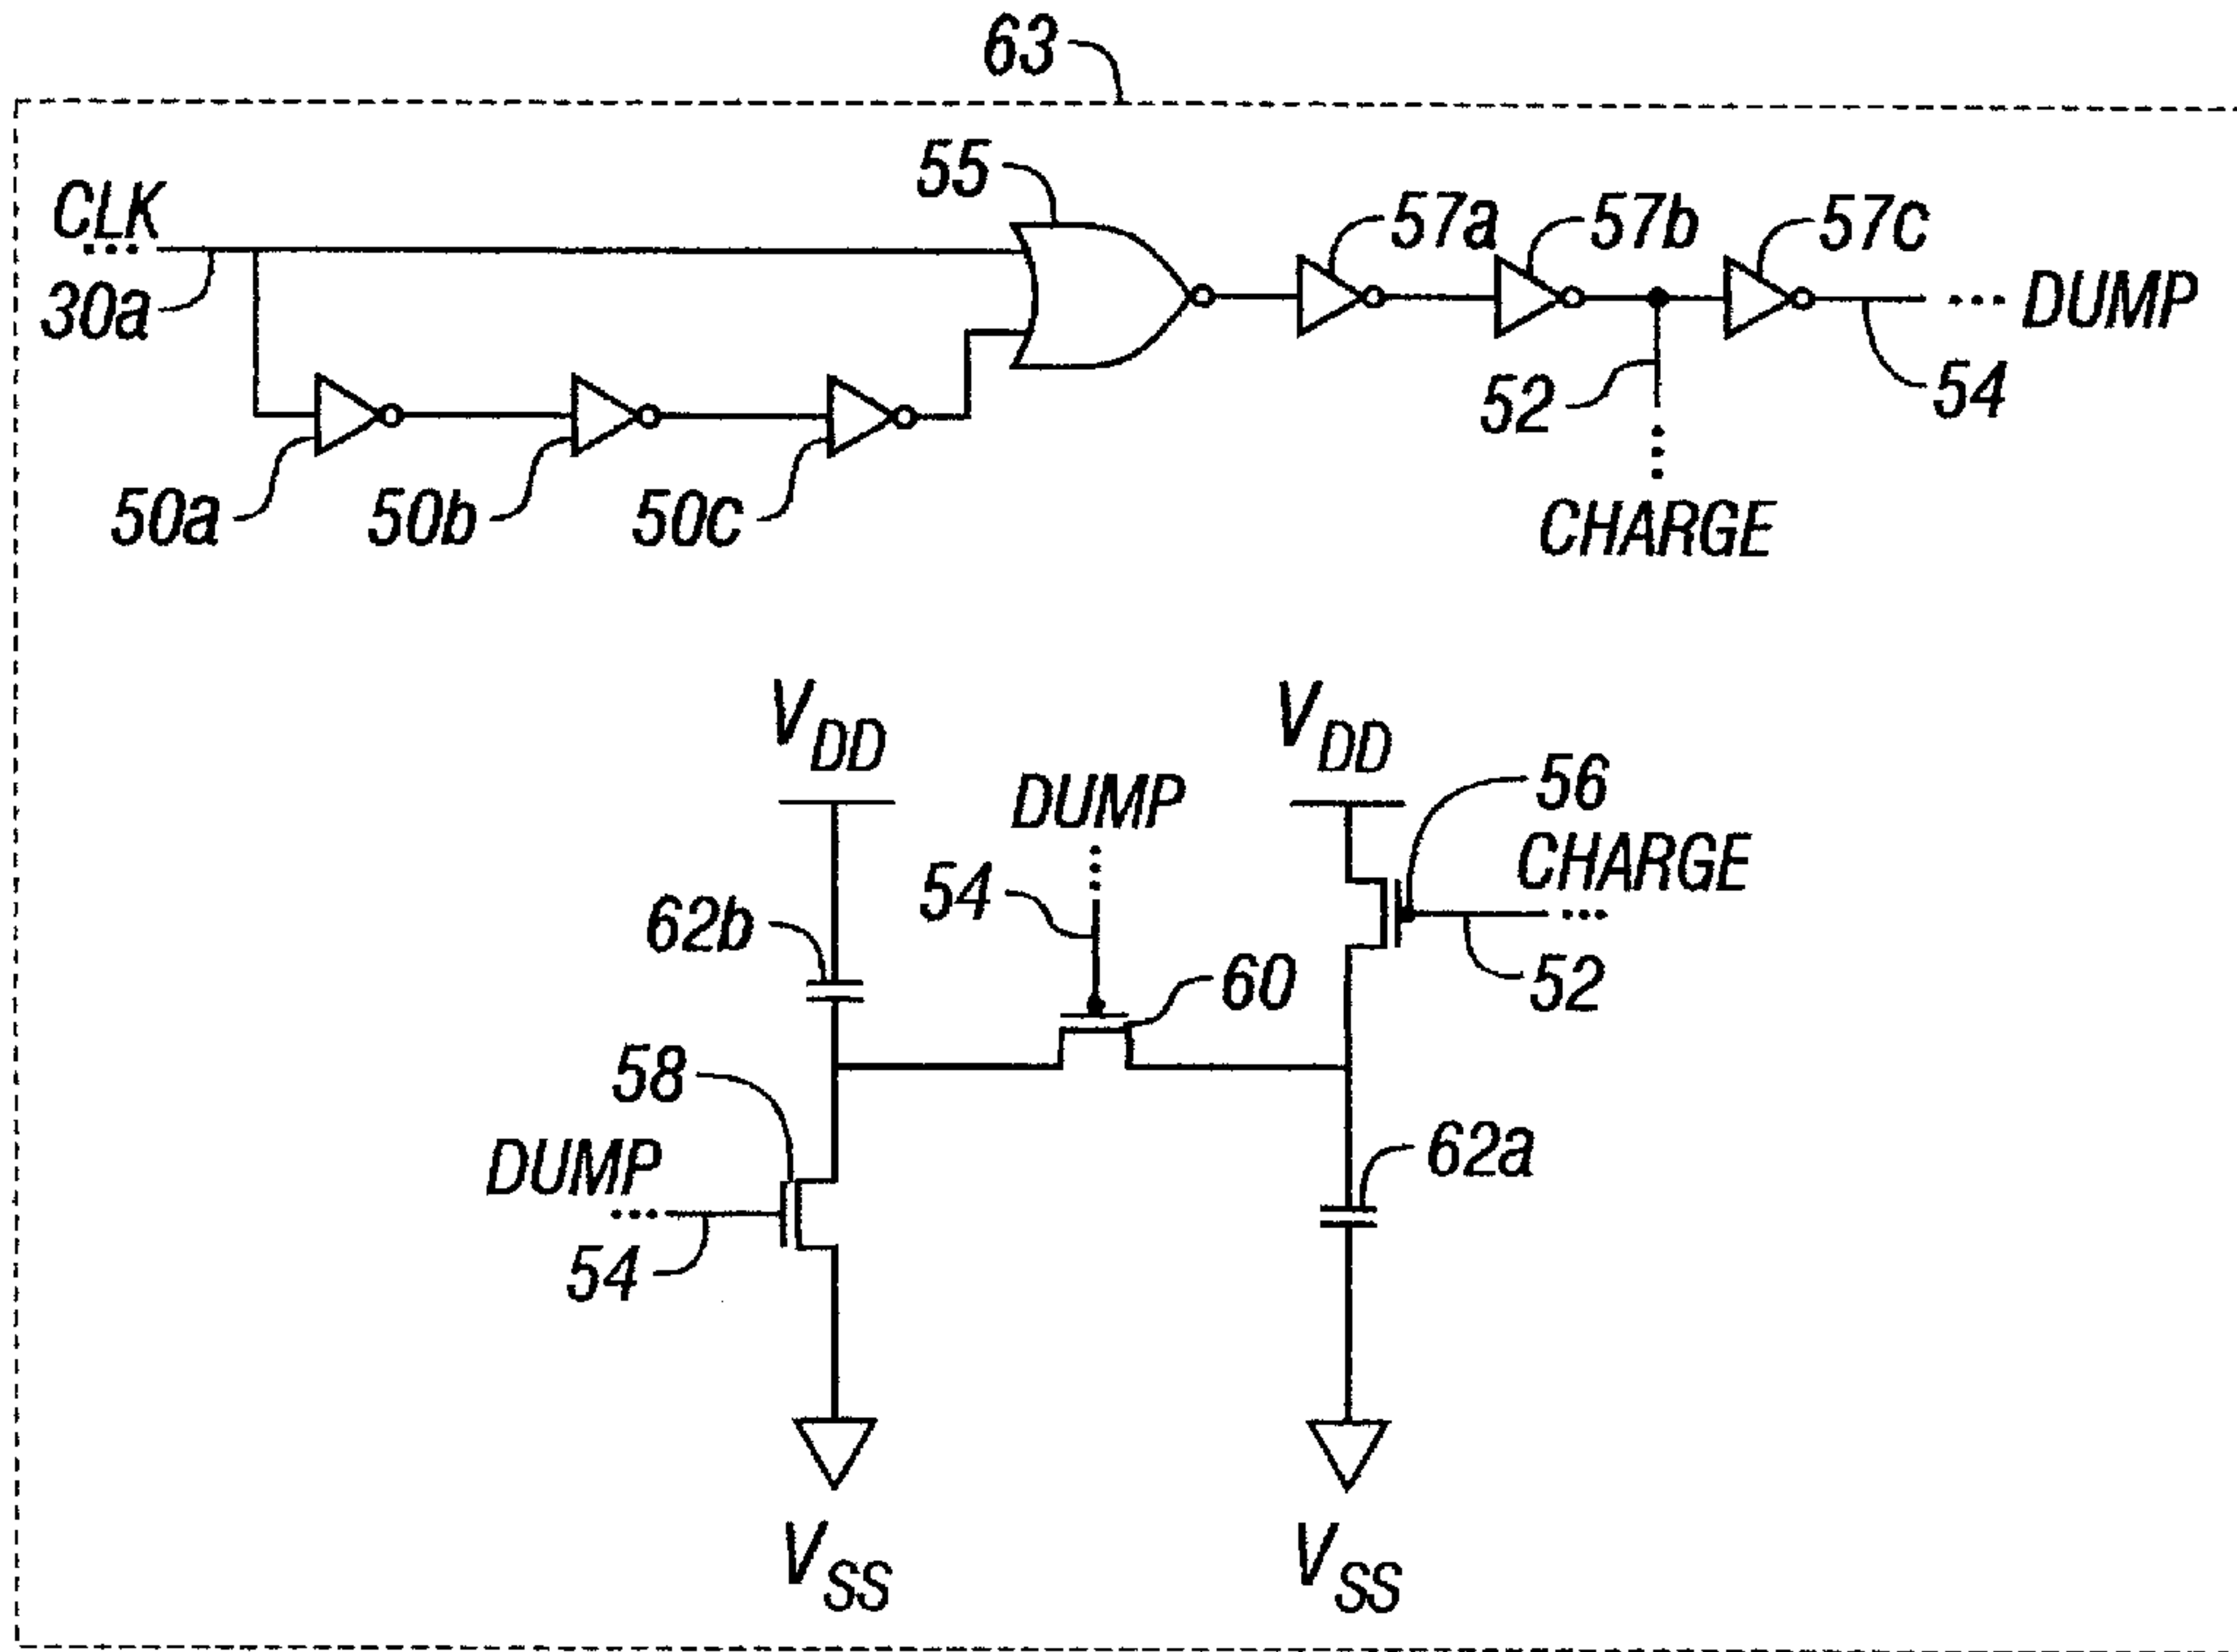 63
55
57a
57b
57c
CLK
30a
DUMP
52
54
50a
50b
50c
CHARGE
VDD
VDD
DUMP
56
CHARGE
54
62b
60
52
58
DUMP
62a
54
VSS
VSS